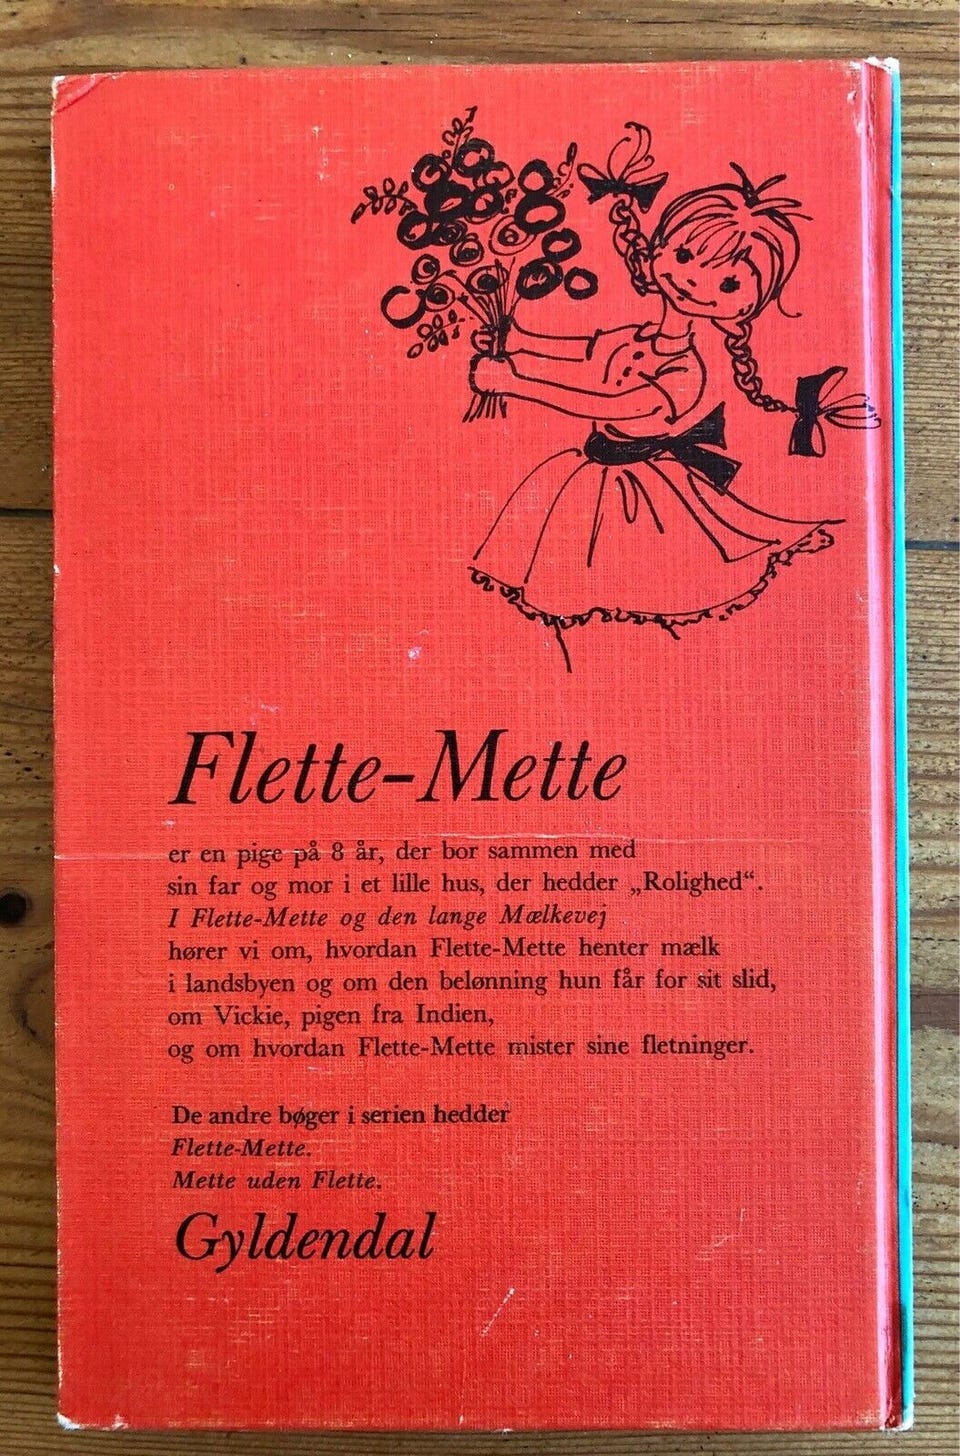 Flette-Mette
er en pige på 8 år, der bor sammen med
sin far og mor i et lille hus, der hedder „Rolighed“.
I Flette-Mette og den lange Mælkevej
hører vi om, hvordan Flette-Mette henter mælk
i landsbyen og om den belønning hun får for sit slid,
om Vickie, pigen fra Indien,
og om hvordan Flette-Mette mister sine fletninger.
De andre bøger i serien hedder
Flette-Mette.
Mette uden Flette.
Gyldendal